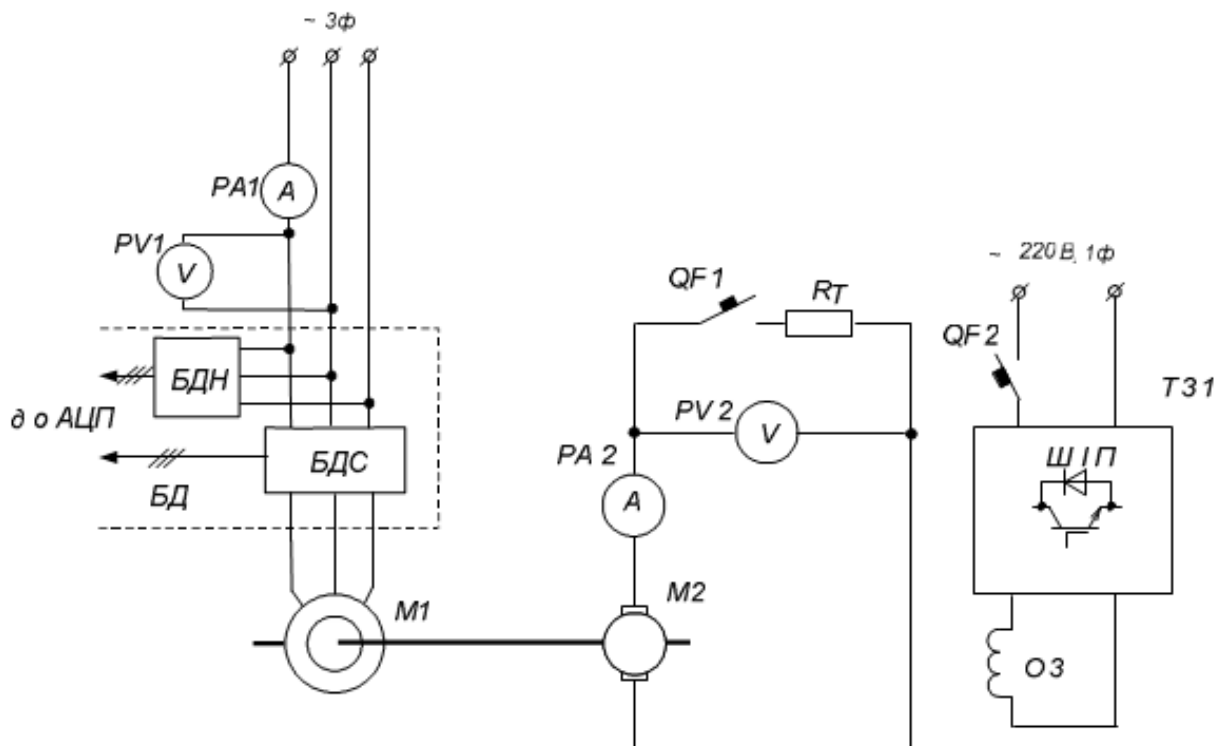 ~ 3ф
PA1
A
PV1
V
БДН
до АЦП
БДС
БД
M1
QF1
RT
PV2
V
PA2
A
M2
~ 220 В, 1ф
QF2
ТЗ1
ШІП
ОЗ